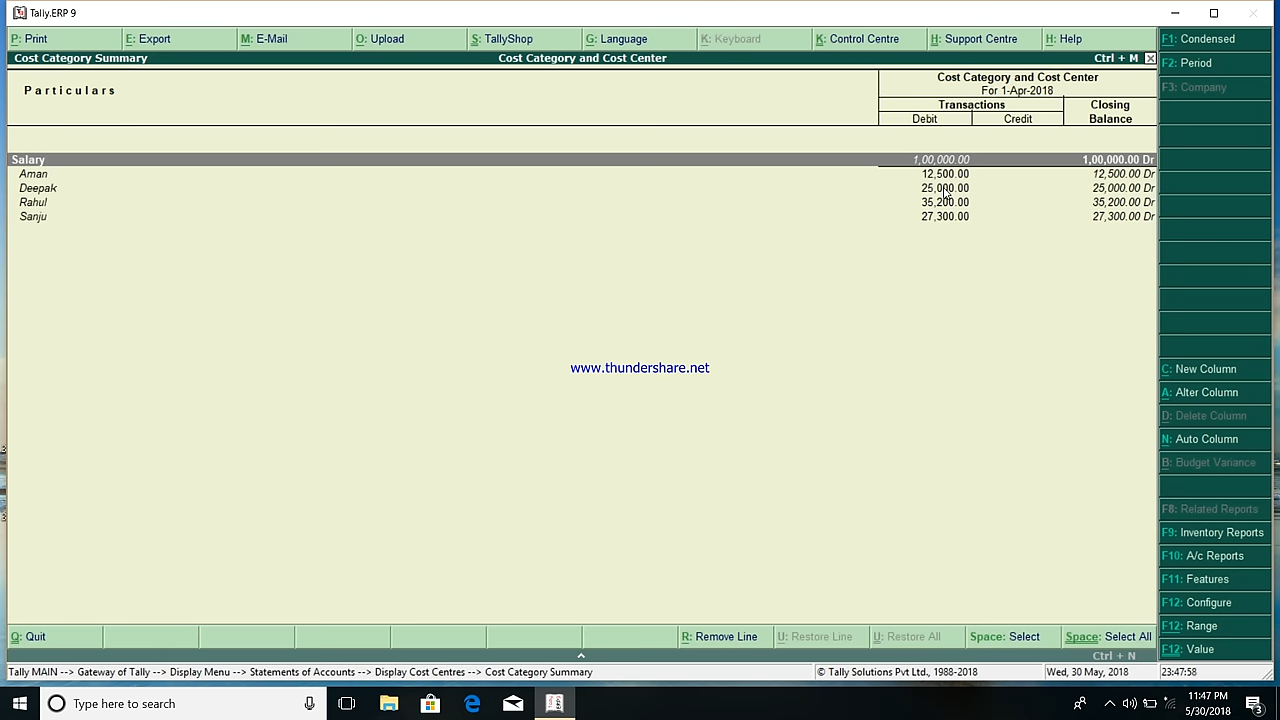 Tally.ERP 9
P: Print E: Export M: E-Mail O: Upload S: TallyShop G: Language K: Keyboard K: Control Centre H: Support Centre H: Help F1: Condensed
Cost Category Summary Cost Category and Cost Center Ctrl + M
F2: Period
F3: Company
Particulars
Cost Category and Cost Center
For 1-Apr-2018
Transactions Closing
Debit Credit Balance
Salary 1,00,000.00 1,00,000.00 Dr
Aman 12,500.00 12,500.00 Dr
Deepak 25,000.00 25,000.00 Dr
Rahul 35,200.00 35,200.00 Dr
Sanju 27,300.00 27,300.00 Dr
www.thundershare.net
C: New Column
A: Alter Column
D: Delete Column
N: Auto Column
B: Budget Variance
F8: Related Reports
F9: Inventory Reports
F10: A/c Reports
F11: Features
F12: Configure
F12: Range
F12: Value
Q: Quit R: Remove Line U: Restore Line U: Restore All Space: Select Space: Select All
Ctrl + N
Tally MAIN --> Gateway of Tally --> Display Menu --> Statements of Accounts --> Display Cost Centres --> Cost Category Summary © Tally Solutions Pvt Ltd., 1988-2018 Wed, 30 May, 2018 23:47:58
Type here to search
11:47 PM
5/30/2018
3